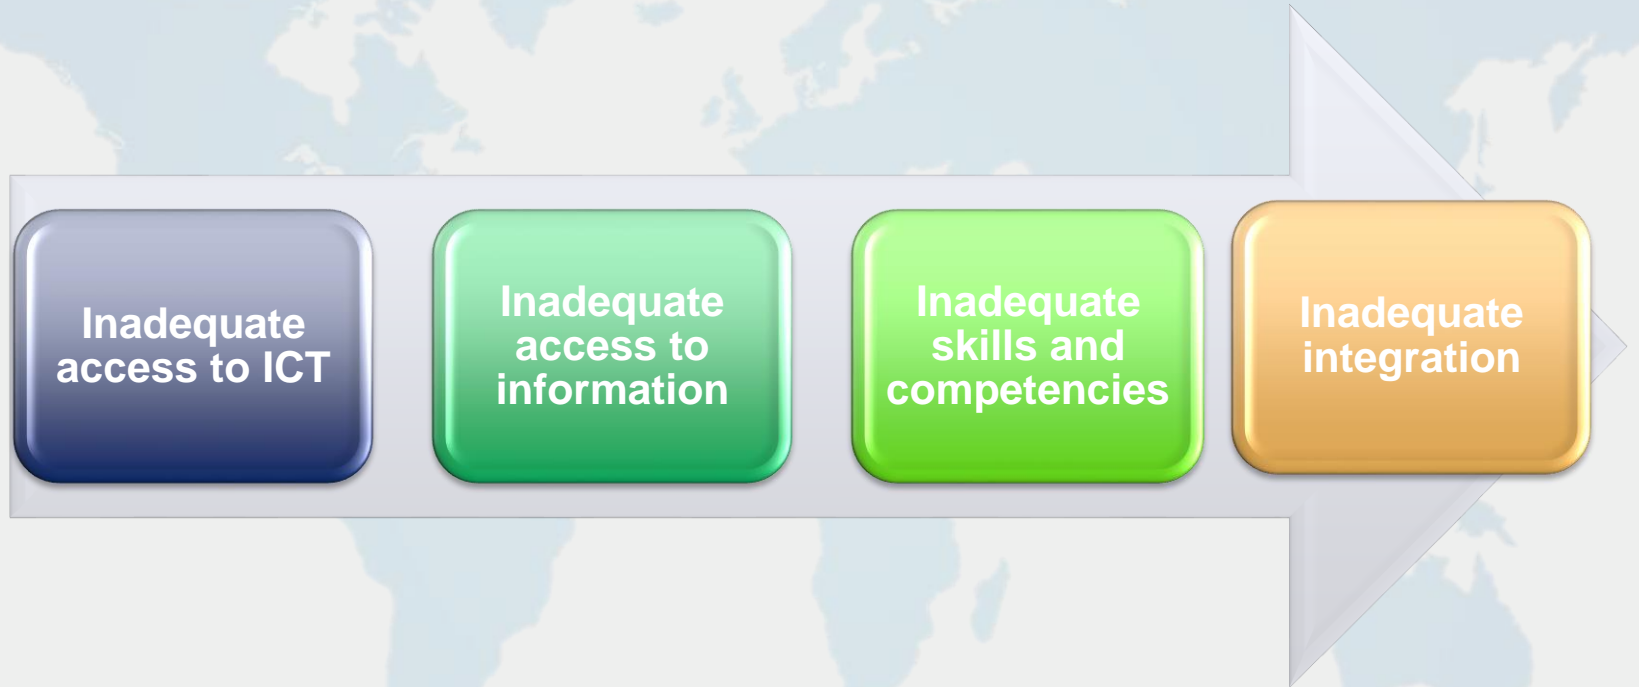 Inadequate
access to ICT
Inadequate
access to
information
Inadequate
skills and
competencies
Inadequate
integration